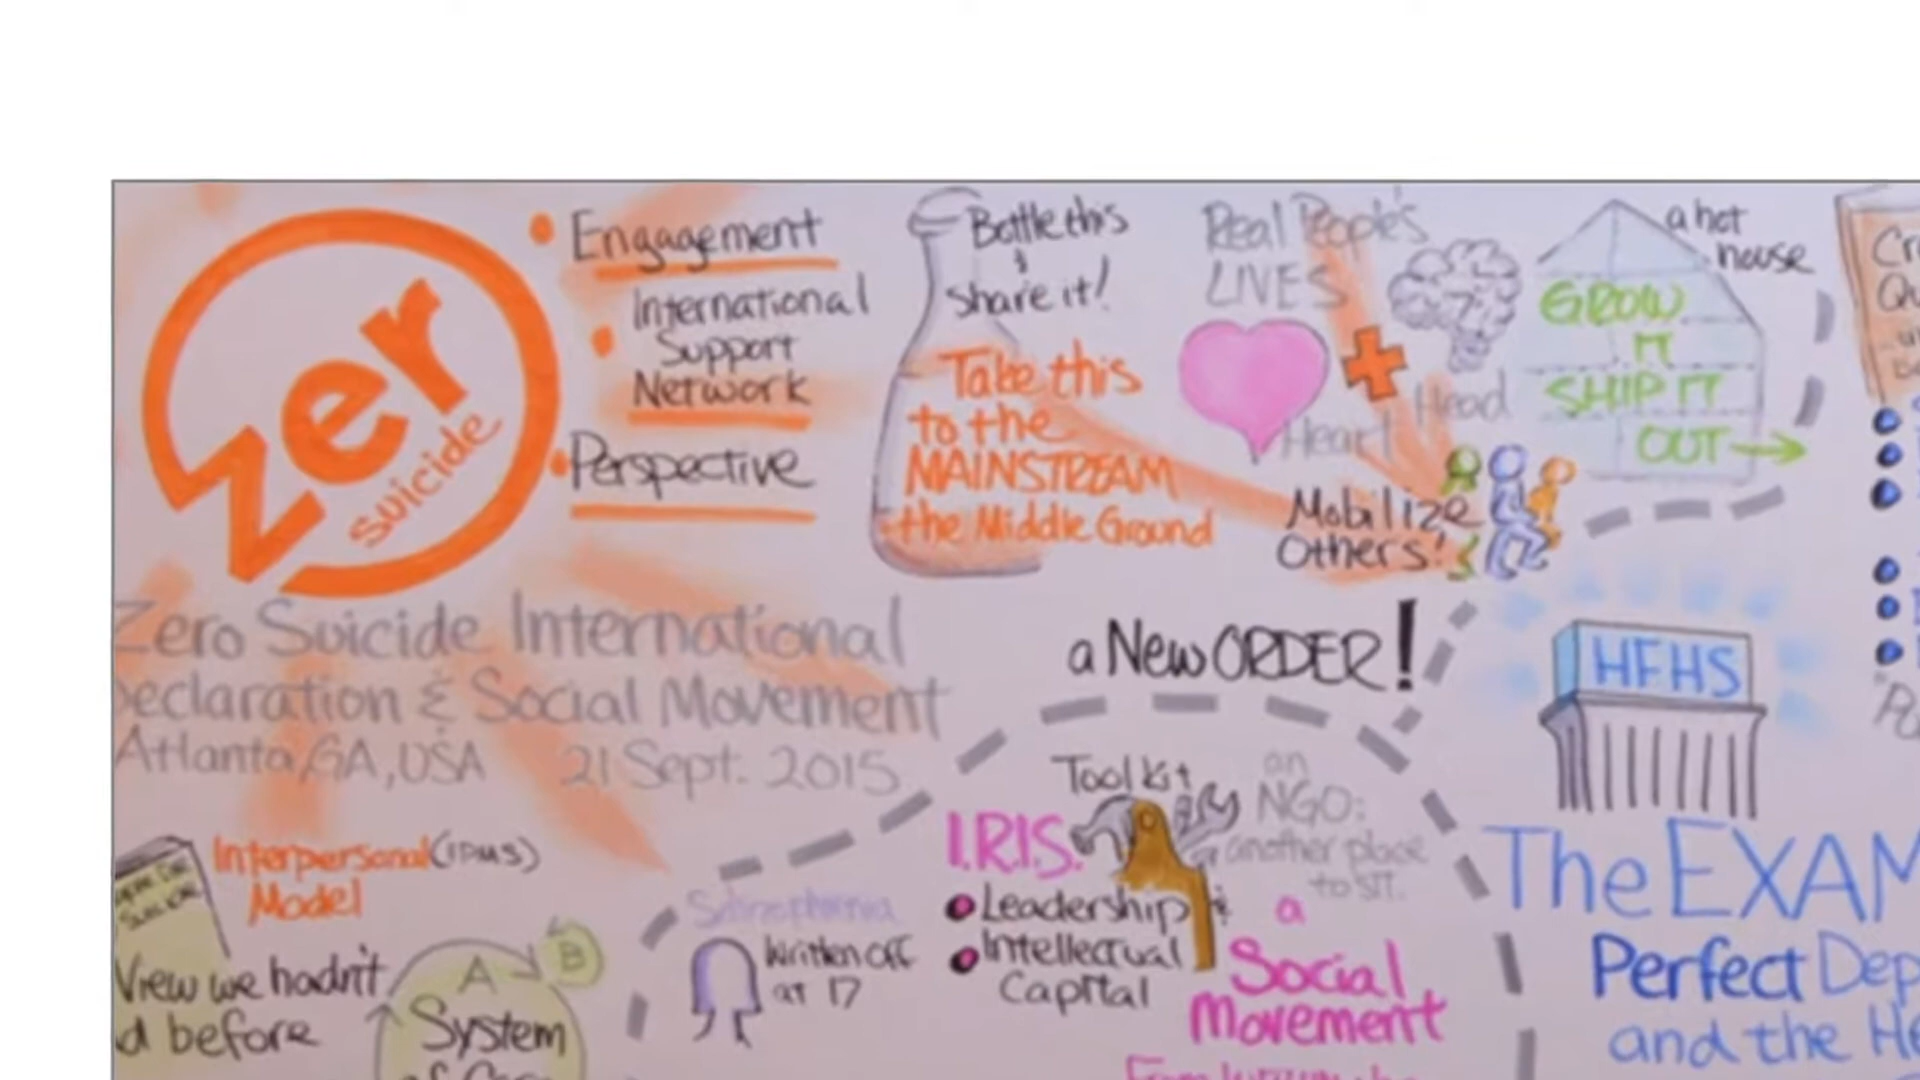 zer
suicide
Engagement
International
Support
Network
Perspective
Zero Suicide International
Declaration & Social Movement
Atlanta, GA, USA 21 Sept. 2015
Bottle this
&
share it!
Take this
to the
MAINSTREAM
the Middle Ground
Real People's
LIVES
Heart
Head
Mobilize
Others!
a hot
house
GROW
IT
SHIP IT
OUT
a New ORDER!
HFHS
The EXAM
Perfect Dep
and the He
Interpersonal
Model
View we hadn't
d before
A
B
System
Written off
at 17
Tool kit
I.R.I.S.
Leadership &
Intellectual
Capital
an
NGO:
another place
to SIT.
a
Social
Movement